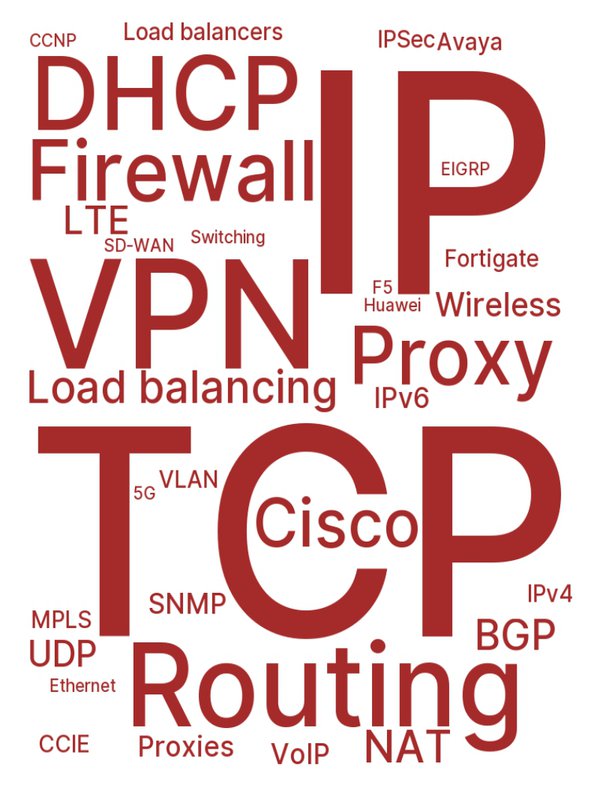 CCNP
Load balancers
IPSec
Avaya
DHCP
IP
Firewall
EIGRP
LTE
SD-WAN
Switching
Fortigate
VPN
F5
Huawei
Wireless
Proxy
Load balancing
IPv6
TCP
VLAN
5G
Cisco
SNMP
IPv4
MPLS
BGP
UDP
Routing
Ethernet
CCIE
Proxies
VoIP
NAT